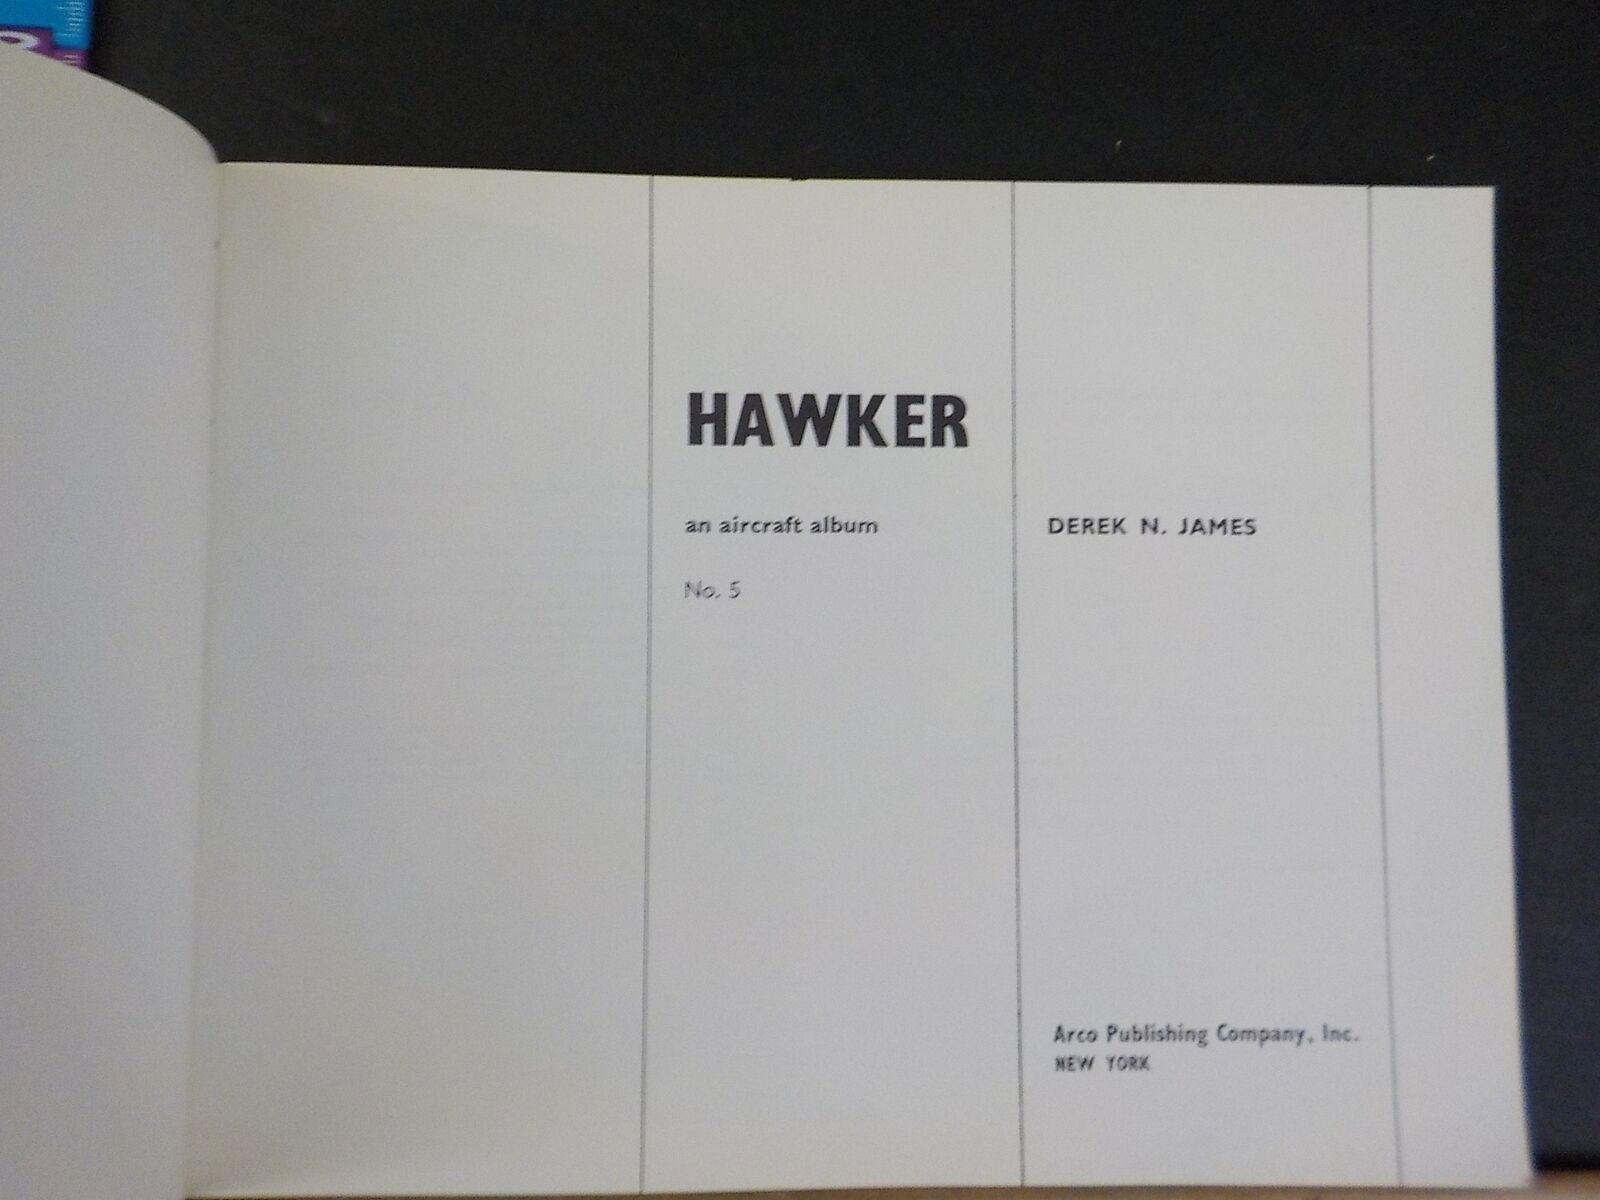 HAWKER
an aircraft album
DEREK N. JAMES
No. 5
Arco Publishing Company, Inc.
NEW YORK